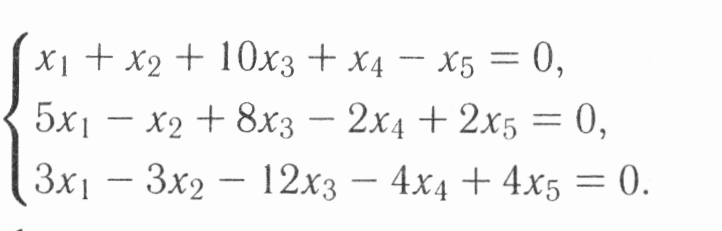 x₁ + x₂ + 10x₃ + x₄ − x₅ = 0,
5x₁ − x₂ + 8x₃ − 2x₄ + 2x₅ = 0,
3x₁ − 3x₂ − 12x₃ − 4x₄ + 4x₅ = 0.